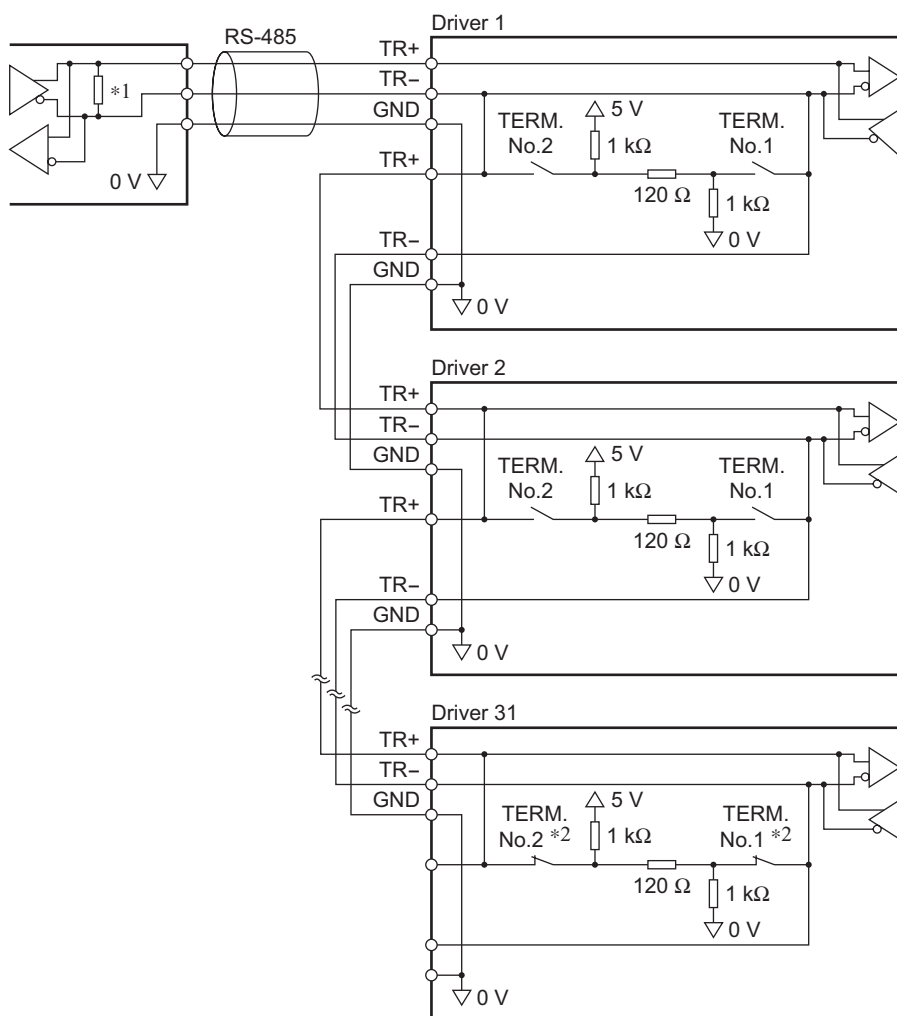 Driver 1
RS-485
TR+
TR−
GND
*1
0 V
TERM.
No.2
5 V
1 kΩ
TERM.
No.1
TR+
120 Ω
1 kΩ
0 V
TR−
GND
0 V
Driver 2
TR+
TR−
GND
TERM.
No.2
5 V
1 kΩ
TERM.
No.1
TR+
120 Ω
1 kΩ
0 V
TR−
GND
0 V
Driver 31
TR+
TR−
GND
TERM.
No.2 *2
5 V
1 kΩ
TERM.
No.1 *2
120 Ω
1 kΩ
0 V
0 V